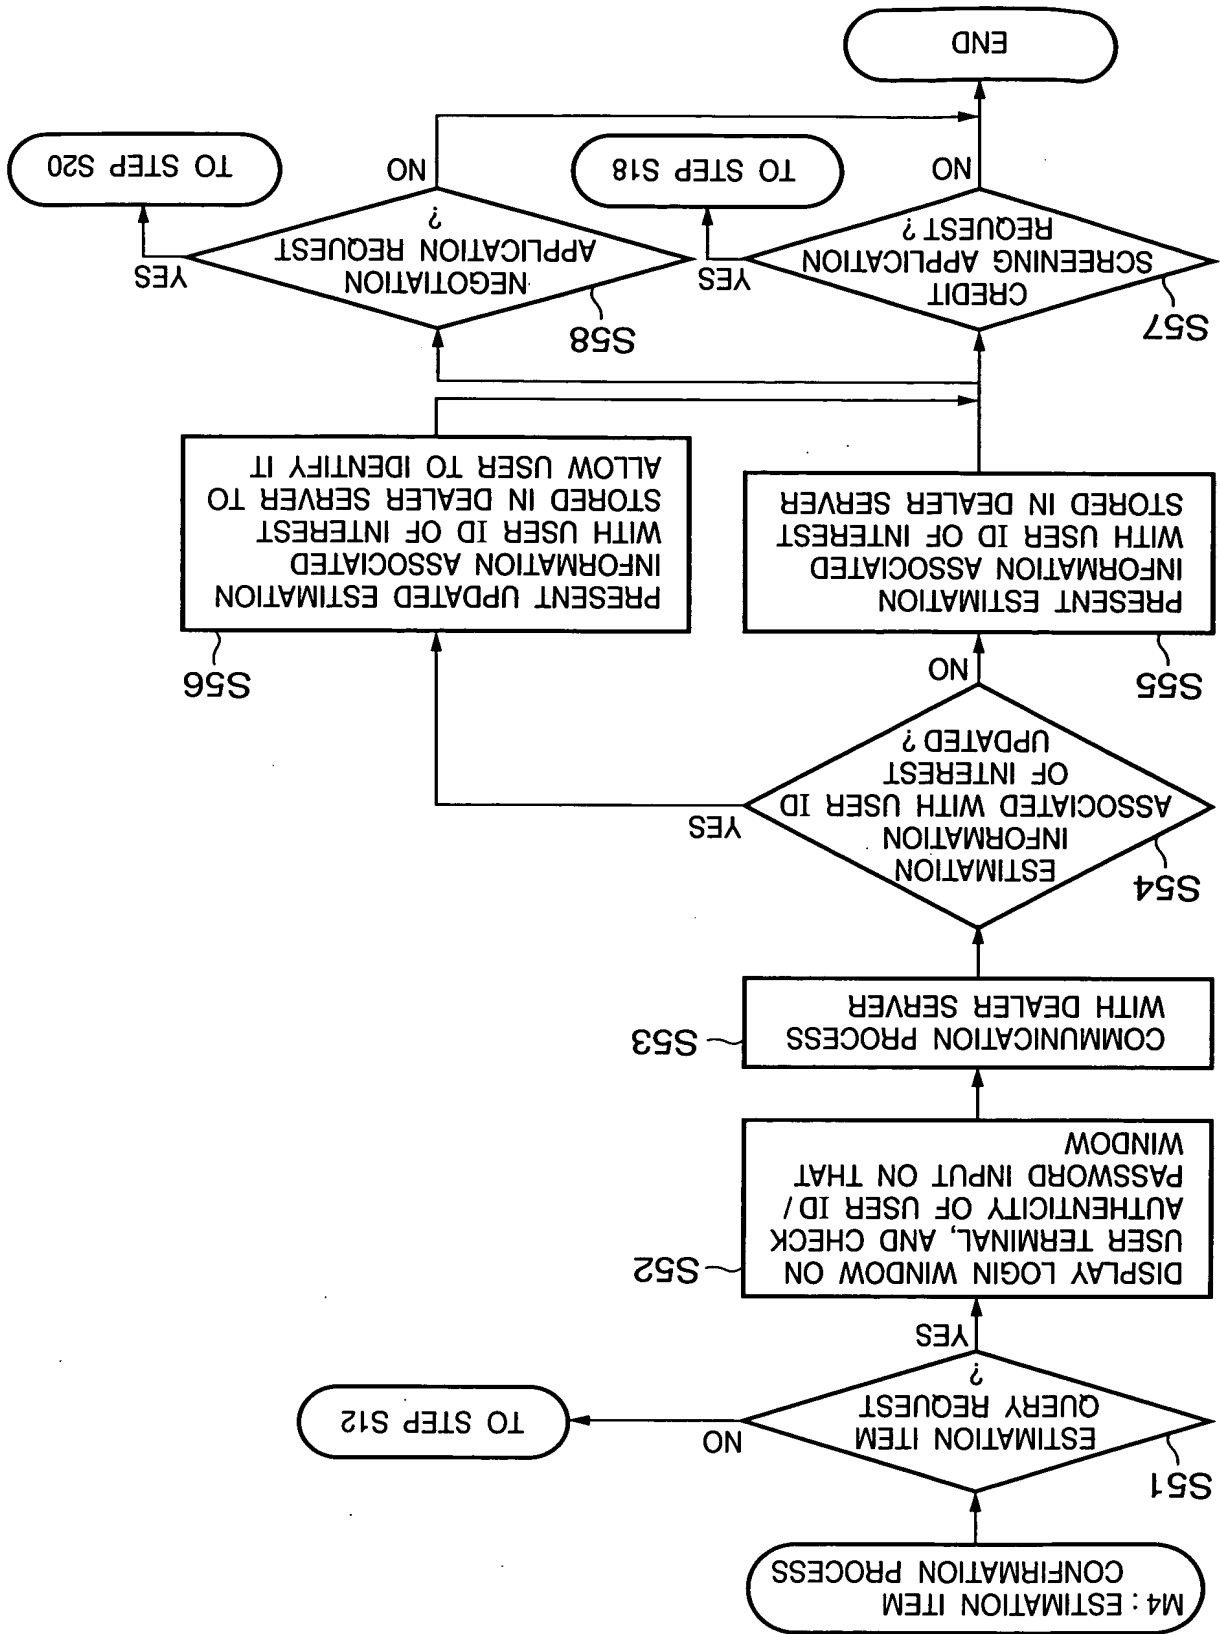 M4 : ESTIMATION ITEM
CONFIRMATION PROCESS
S51
ESTIMATION ITEM
QUERY REQUEST
?
NO
TO STEP S12
YES
S52
DISPLAY LOGIN WINDOW ON
USER TERMINAL, AND CHECK
AUTHENTICITY OF USER ID /
PASSWORD INPUT ON THAT
WINDOW
S53
COMMUNICATION PROCESS
WITH DEALER SERVER
S54
ESTIMATION
INFORMATION
ASSOCIATED WITH USER ID
OF INTEREST
UPDATED ?
YES
NO
S55
PRESENT ESTIMATION
INFORMATION ASSOCIATED
WITH USER ID OF INTEREST
STORED IN DEALER SERVER
S56
PRESENT UPDATED ESTIMATION
INFORMATION ASSOCIATED
WITH USER ID OF INTEREST
STORED IN DEALER SERVER TO
ALLOW USER TO IDENTIFY IT
S57
CREDIT
SCREENING APPLICATION
REQUEST ?
YES
TO STEP S18
NO
S58
NEGOTIATION
APPLICATION REQUEST
?
YES
TO STEP S20
NO
END